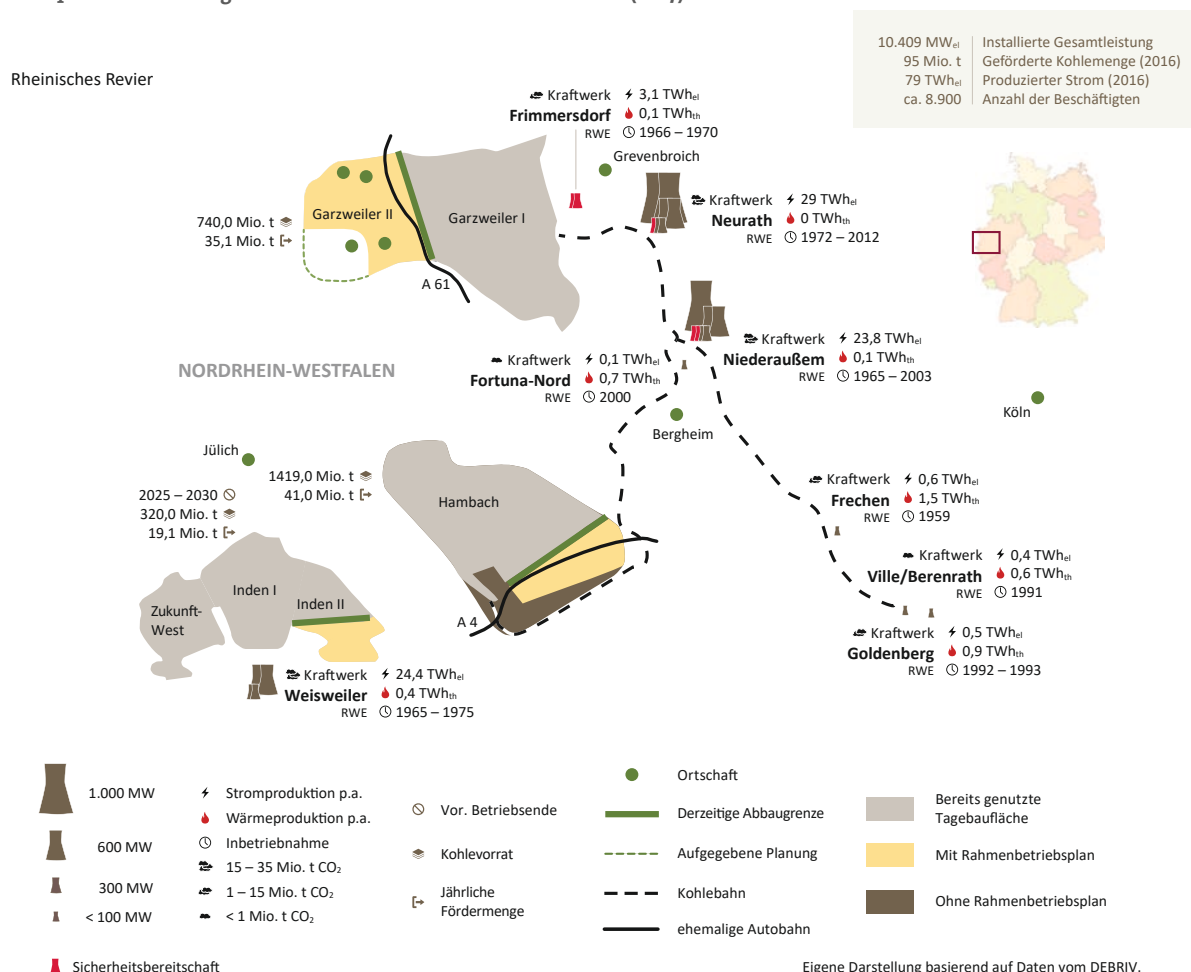 10.409 MWel Installierte Gesamtleistung
95 Mio. t Geförderte Kohlemenge (2016)
79 TWhel Produzierter Strom (2016)
ca. 8.900 Anzahl der Beschäftigten
Rheinisches Revier
Kraftwerk 3,1 TWhel
Frimmersdorf 0,1 TWhth
RWE 1966 – 1970
Grevenbroich
Kraftwerk 29 TWhel
Neurath 0 TWhth
RWE 1972 – 2012
Garzweiler II
Garzweiler I
740,0 Mio. t
35,1 Mio. t
A 61
Kraftwerk 23,8 TWhel
Niederaußem 0,1 TWhth
RWE 1965 – 2003
NORDRHEIN-WESTFALEN
Kraftwerk 0,1 TWhel
Fortuna-Nord 0,7 TWhth
RWE 2000
Bergheim
Köln
Jülich
1419,0 Mio. t
41,0 Mio. t
Hambach
2025 – 2030
320,0 Mio. t
19,1 Mio. t
Kraftwerk 0,6 TWhel
Frechen 1,5 TWhth
RWE 1959
Kraftwerk 0,4 TWhel
Ville/Berenrath 0,6 TWhth
RWE 1991
Kraftwerk 0,5 TWhel
Goldenberg 0,9 TWhth
RWE 1992 – 1993
Zukunft-
West
Inden I
Inden II
A 4
Kraftwerk 24,4 TWhel
Weisweiler 0,4 TWhth
RWE 1965 – 1975
1.000 MW
600 MW
300 MW
< 100 MW
Sicherheitsbereitschaft
Stromproduktion p.a.
Wärmeproduktion p.a.
Inbetriebnahme
15 – 35 Mio. t CO2
1 – 15 Mio. t CO2
< 1 Mio. t CO2
Vor. Betriebsende
Kohlevorrat
Jährliche
Fördermenge
Ortschaft
Derzeitige Abbaugrenze
Aufgegebene Planung
Kohlebahn
ehemalige Autobahn
Bereits genutzte
Tagebaufläche
Mit Rahmenbetriebsplan
Ohne Rahmenbetriebsplan
Eigene Darstellung basierend auf Daten vom DEBRIV.